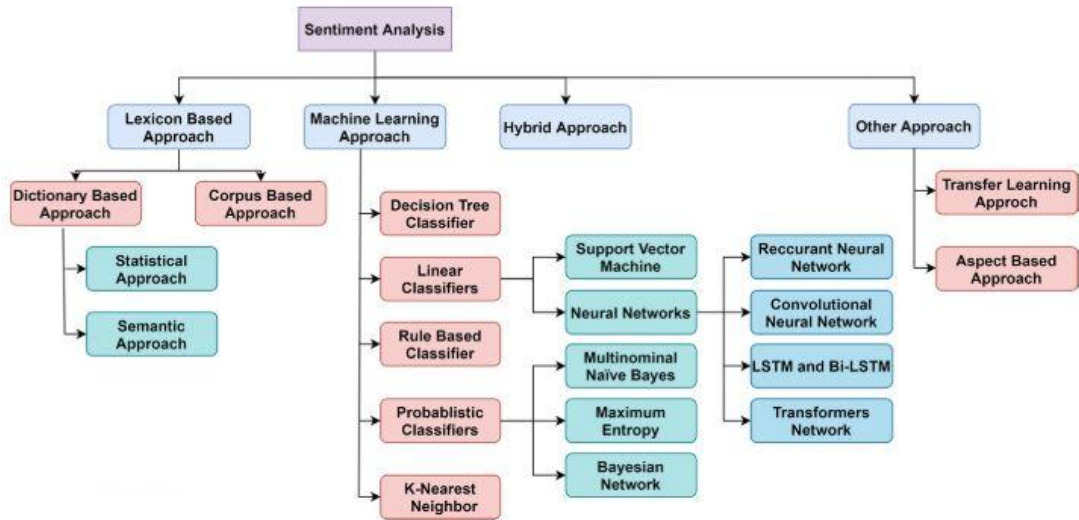 Sentiment Analysis
Lexicon Based
Approach
Machine Learning
Approach
Hybrid Approach
Other Approach
Dictionary Based
Approach
Corpus Based
Approach
Statistical
Approach
Semantic
Approach
Decision Tree
Classifier
Linear
Classifiers
Rule Based
Classifier
Probablistic
Classifiers
K-Nearest
Neighbor
Support Vector
Machine
Neural Networks
Multinominal
Naïve Bayes
Maximum
Entropy
Bayesian
Network
Reccurant Neural
Network
Convolutional
Neural Network
LSTM and Bi-LSTM
Transformers
Network
Transfer Learning
Approch
Aspect Based
Approach